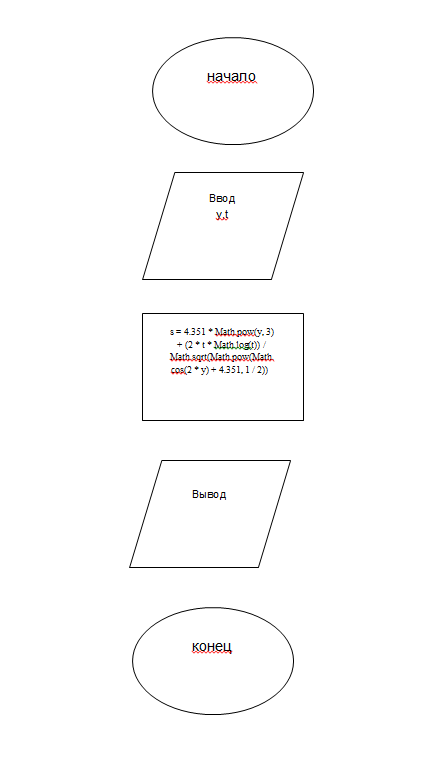 начало
Ввод
y,t
s = 4.351 * Math.pow(y, 3)
+ (2 * t * Math.log(t)) /
Math.sqrt(Math.pow(Math.
cos(2 * y) + 4.351, 1 / 2))
Вывод
конец